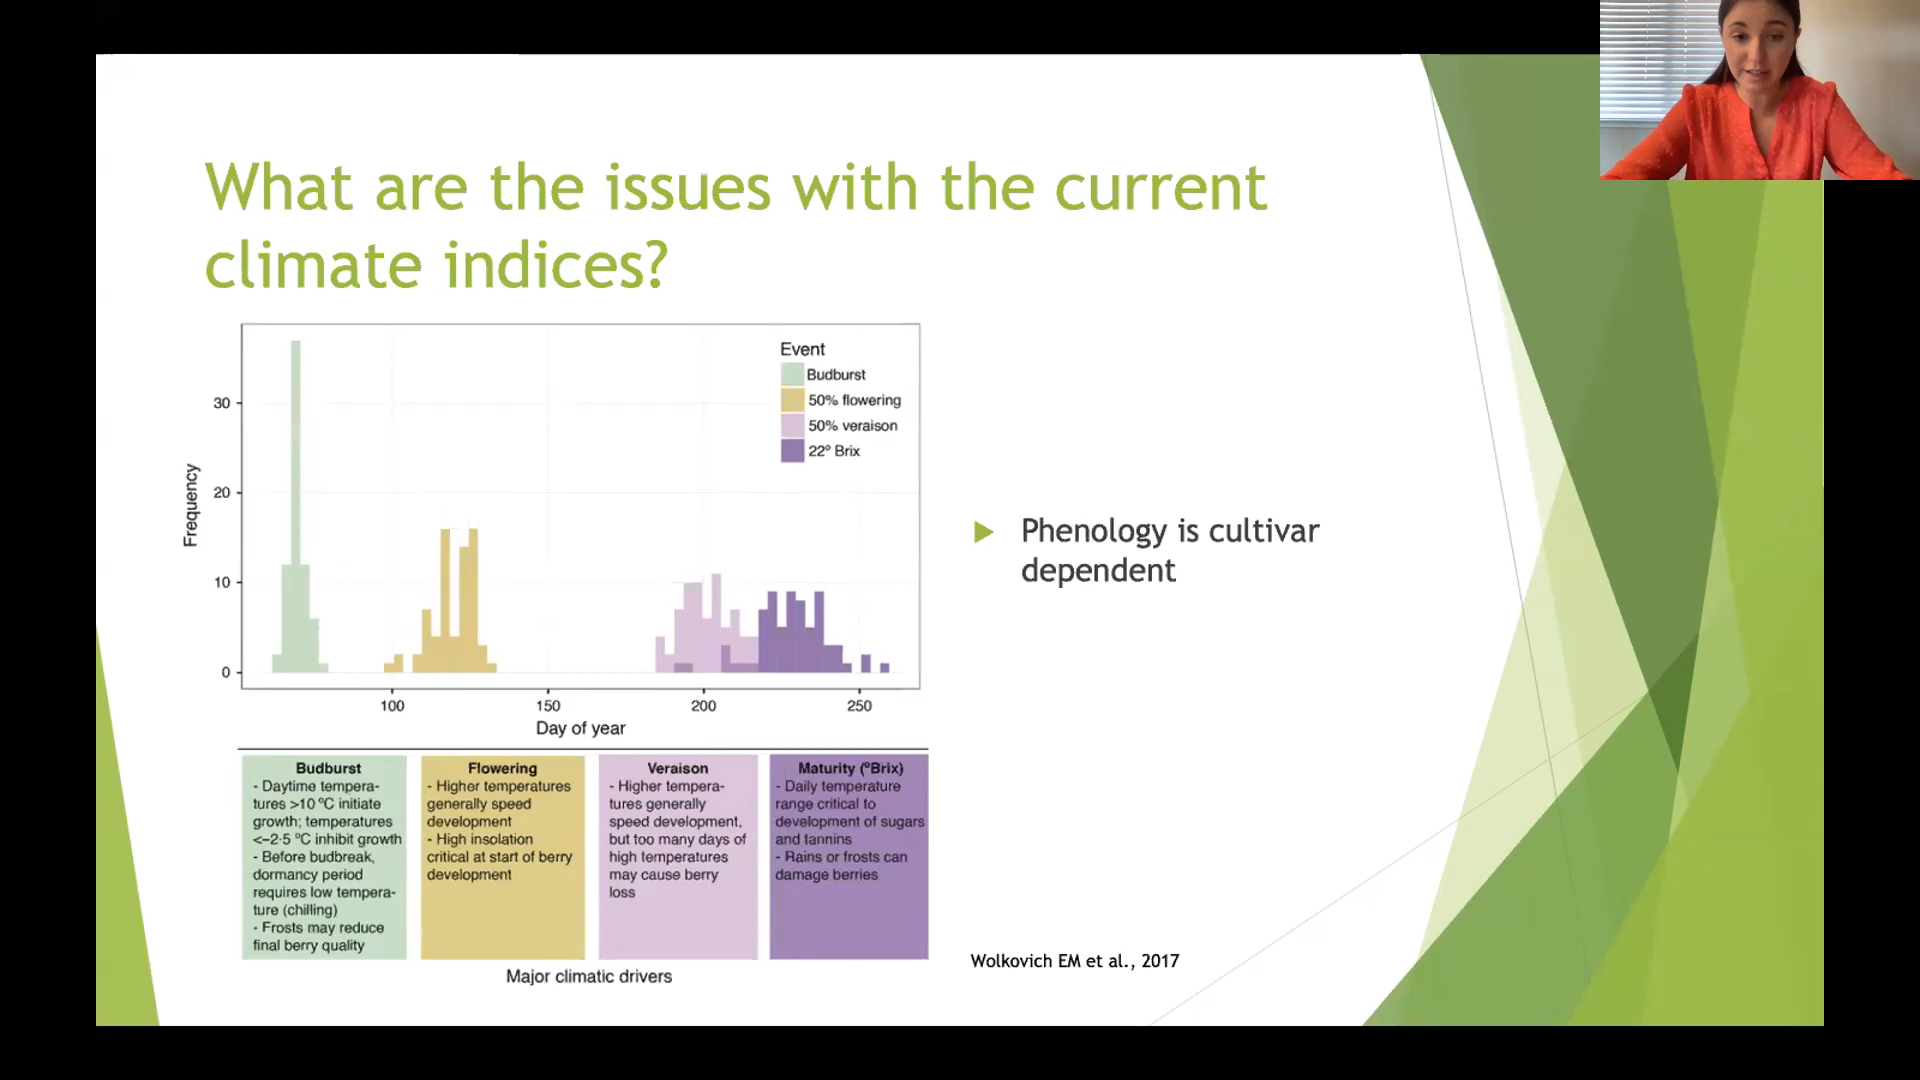 What are the issues with the current
climate indices?
Event
Budburst
50% flowering
50% veraison
22º Brix
Frequency
30
20
10
0
100
150
200
250
Day of year
Budburst
- Daytime tempera-
tures >10 ºC initiate
growth; temperatures
<−2·5 ºC inhibit growth
- Before budbreak,
dormancy period
requires low tempera-
ture (chilling)
- Frosts may reduce
final berry quality
Flowering
- Higher temperatures
generally speed
development
- High insolation
critical at start of berry
development
Veraison
- Higher tempera-
tures generally
speed development,
but too many days of
high temperatures
may cause berry
loss
Maturity (ºBrix)
- Daily temperature
range critical to
development of sugars
and tannins
- Rains or frosts can
damage berries
Major climatic drivers
Phenology is cultivar
dependent
Wolkovich EM et al., 2017